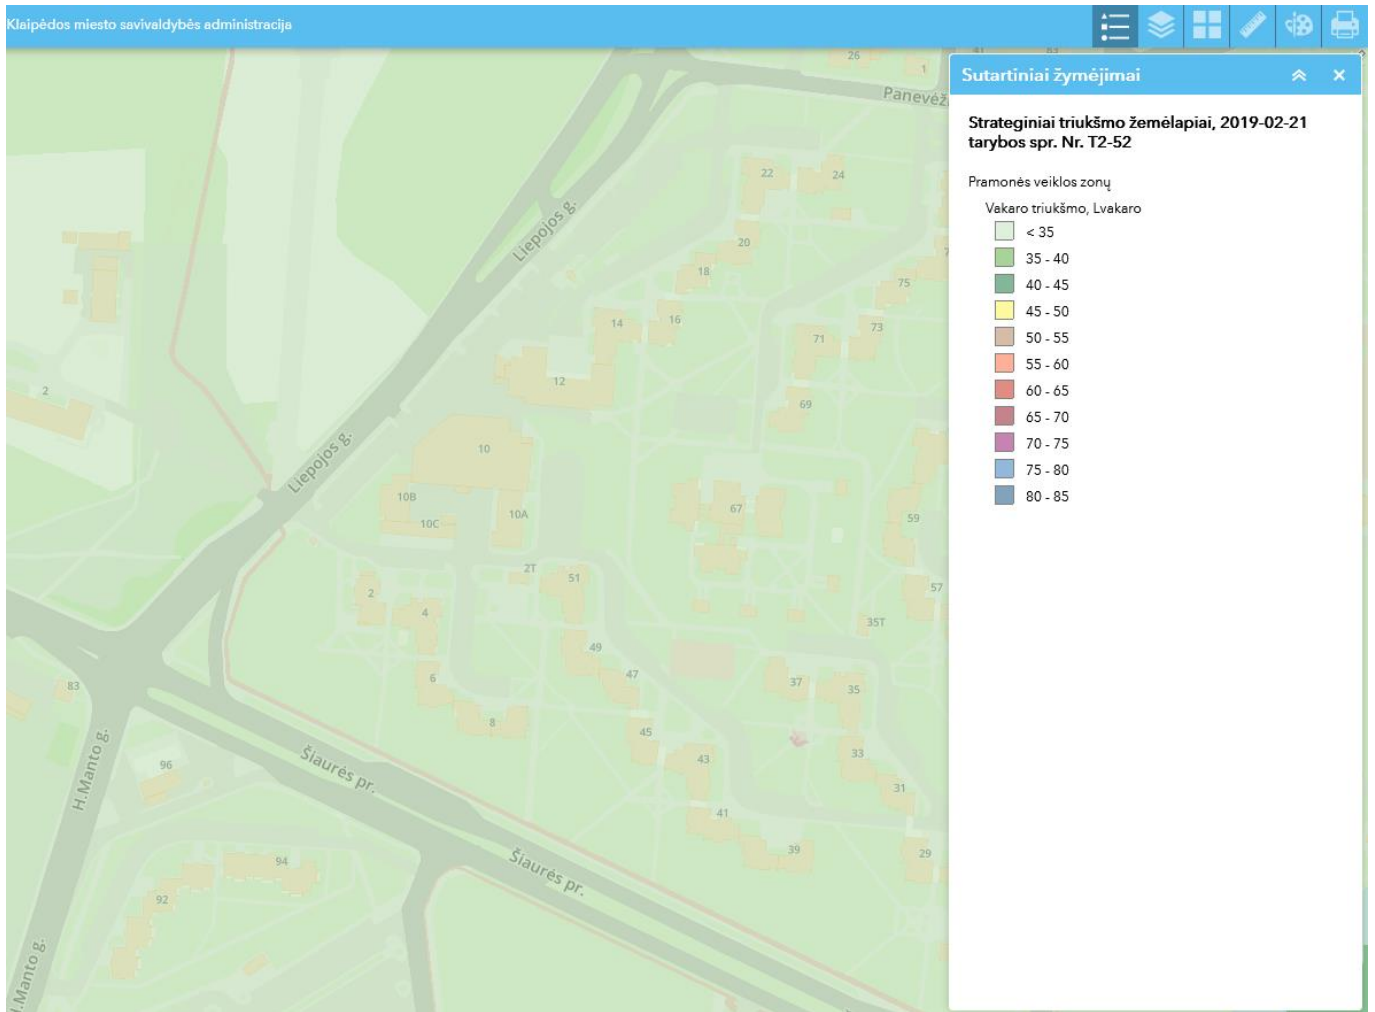 Klaipėdos miesto savivaldybės administracija
Sutartiniai žymėjimai
Strateginiai triukšmo žemėlapiai, 2019-02-21
tarybos spr. Nr. T2-52
Pramonės veiklos zonų
Vakaro triukšmo, Lvakaro
< 35
35 - 40
40 - 45
45 - 50
50 - 55
55 - 60
60 - 65
65 - 70
70 - 75
75 - 80
80 - 85
26
1
22
24
Liepojos g.
20
18
75
14
16
73
71
12
2
69
Liepojos g.
10
10B
10C
10A
67
59
2T
51
2
57
4
35T
49
6
47
37
35
83
8
45
H.Manto g.
Šiaurės pr.
96
43
33
31
41
39
29
Šiaurės pr.
94
92